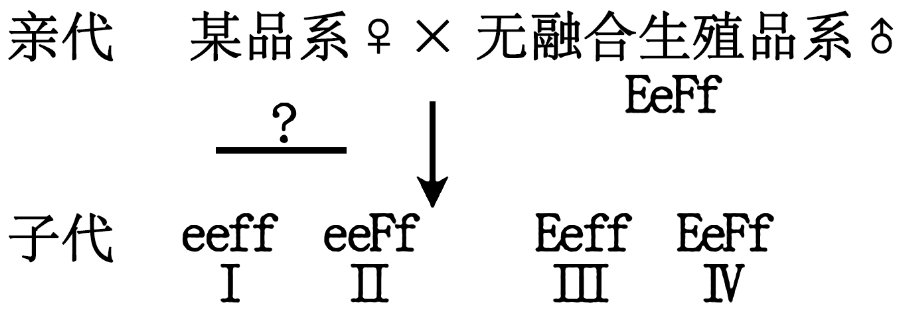 亲代 某品系♀× 无融合生殖品系♂
EeFf
?
子代 eeff eeFf Eeff EeFf
Ⅰ Ⅱ Ⅲ Ⅳ